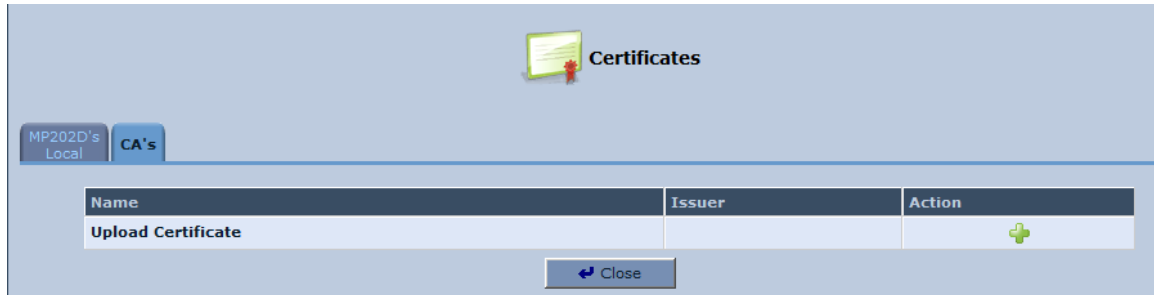 Certificates
MP202D's
Local
CA's
Name Issuer Action
Upload Certificate
Close